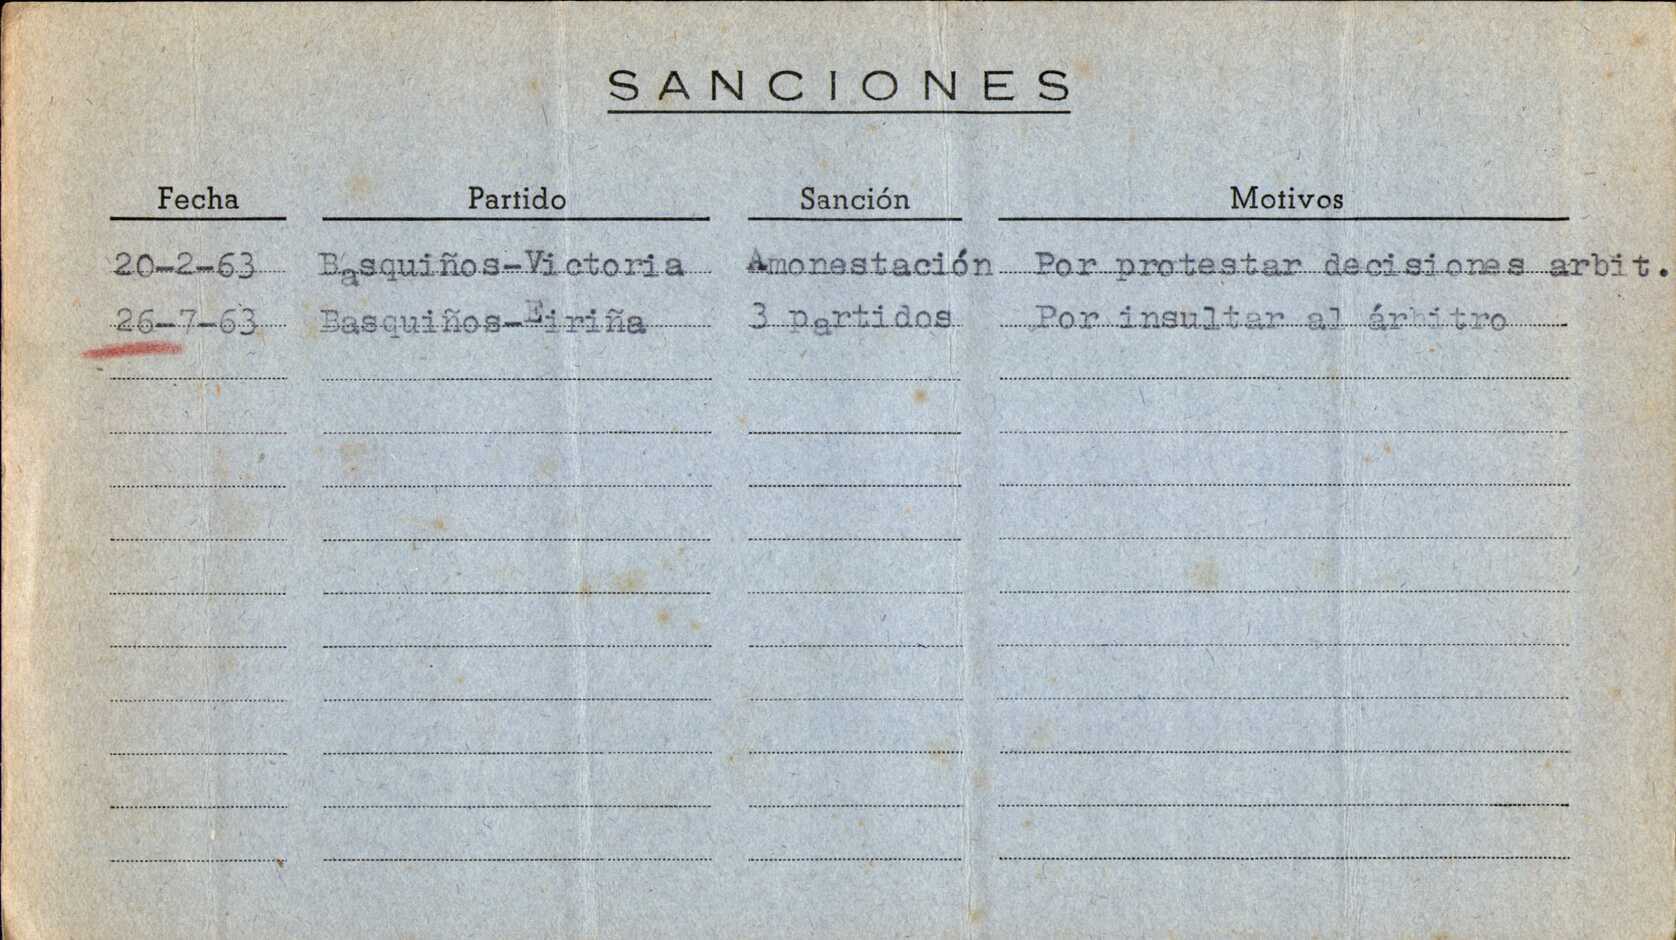 SANCIONES
Fecha Partido Sanción Motivos
20-2-63 Basquiños-Victoria Amonestación Por protestar decisiones arbit.
26-7-63 Basquiños-Eiriña 3 partidos Por insultar al árbitro